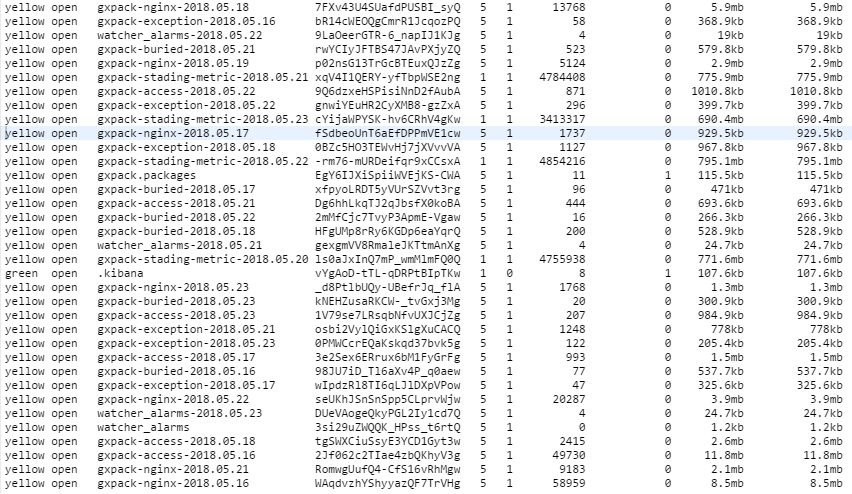 yellow open gxpack-nginx-2018.05.18 7FXv43U4SUafdPUSBI_syQ 5 1 13768 0 5.9mb 5.9mb
yellow open gxpack-exception-2018.05.16 bR14cWEOQgCmrR1JcqozPQ 5 1 58 0 368.9kb 368.9kb
yellow open watcher_alarms-2018.05.22 9LaOeerGTR-6_napIJ1KJg 5 1 4 0 19kb 19kb
yellow open gxpack-buried-2018.05.21 rwYCIyJFTBS47JAvPXjyZQ 5 1 523 0 579.8kb 579.8kb
yellow open gxpack-nginx-2018.05.19 p02nsG13TrGcBTEuxQJzZg 5 1 5124 0 2.9mb 2.9mb
yellow open gxpack-stading-metric-2018.05.21 xqV4I1QERY-yfTbpWSE2ng 1 1 4784408 0 775.9mb 775.9mb
yellow open gxpack-access-2018.05.22 9Q6dzxeHSPisiNnD2fAubA 5 1 871 0 1010.8kb 1010.8kb
yellow open gxpack-exception-2018.05.22 gnwiYEuHR2CyXMB8-gzZxA 5 1 296 0 399.7kb 399.7kb
yellow open gxpack-stading-metric-2018.05.23 cYijaWPYSK-hv6CRhV4gKw 1 1 3413317 0 690.4mb 690.4mb
yellow open gxpack-nginx-2018.05.17 fSdbeoUnT6aEfDPPmVE1cw 5 1 1737 0 929.5kb 929.5kb
yellow open gxpack-exception-2018.05.18 0BZc5HO3TEWvHj7jXVvvVA 5 1 1127 0 967.8kb 967.8kb
yellow open gxpack-stading-metric-2018.05.22 -rm76-mURDeifqr9xCCsxA 1 1 4854216 0 795.1mb 795.1mb
yellow open gxpack.packages EgY6IJXiSpiiWVEjKS-CWA 5 1 11 1 115.5kb 115.5kb
yellow open gxpack-buried-2018.05.17 xfpyoLRDT5yVUrSZVvt3rg 5 1 96 0 471kb 471kb
yellow open gxpack-access-2018.05.21 Dg6hhLkqTJ2qJbsfX0koBA 5 1 444 0 693.6kb 693.6kb
yellow open gxpack-buried-2018.05.22 2mMfCjc7TvyP3ApmE-Vgaw 5 1 16 0 266.3kb 266.3kb
yellow open gxpack-buried-2018.05.18 HFgUMp8rRy6KGDp6eaYqrQ 5 1 200 0 528.9kb 528.9kb
yellow open watcher_alarms-2018.05.21 gexgmVV8RmaleJKTtmAnXg 5 1 4 0 24.7kb 24.7kb
yellow open gxpack-stading-metric-2018.05.20 ls0aJxInQ7mP_wmMlmFQ0Q 1 1 4755938 0 771.6mb 771.6mb
green open .kibana vYgAoD-tTL-qDRPtBIpTKw 1 0 8 1 107.6kb 107.6kb
yellow open gxpack-nginx-2018.05.23 _d8PtlbUQy-UBefrJq_flA 5 1 1768 0 1.3mb 1.3mb
yellow open gxpack-buried-2018.05.23 kNEHZusaRKCW-_tvGxj3Mg 5 1 20 0 300.9kb 300.9kb
yellow open gxpack-access-2018.05.23 1V79se7LRsqbNfvUXJCjZg 5 1 207 0 984.9kb 984.9kb
yellow open gxpack-exception-2018.05.21 osbi2VylQiGxKSlgXuCACQ 5 1 1248 0 778kb 778kb
yellow open gxpack-exception-2018.05.23 0PMWCcrEQaKskqd37bvk5g 5 1 122 0 205.4kb 205.4kb
yellow open gxpack-access-2018.05.17 3e2Sex6ERrux6bM1FyGrFg 5 1 993 0 1.5mb 1.5mb
yellow open gxpack-buried-2018.05.16 98JU7iD_Tl6aXv4P_q0aew 5 1 77 0 537.7kb 537.7kb
yellow open gxpack-exception-2018.05.17 wIpdzRl8TI6qLJlDXpVPow 5 1 47 0 325.6kb 325.6kb
yellow open gxpack-nginx-2018.05.22 seUKhJSnSnSpp5CLprvWjw 5 1 20287 0 3.9mb 3.9mb
yellow open watcher_alarms-2018.05.23 DUeVAogeQkyPGL2Iy1cd7Q 5 1 4 0 24.7kb 24.7kb
yellow open watcher_alarms 3si29uZWQQK_HPss_t6rtQ 5 1 0 0 1.2kb 1.2kb
yellow open gxpack-access-2018.05.18 tgSWXCiuSsyE3YCD1Gyt3w 5 1 2415 0 2.6mb 2.6mb
yellow open gxpack-access-2018.05.16 2Jf062c2TIae4zbQKhyV3g 5 1 49730 0 11.8mb 11.8mb
yellow open gxpack-nginx-2018.05.21 RomwgUufQ4-CfS16vRhMgw 5 1 9183 0 2.1mb 2.1mb
yellow open gxpack-nginx-2018.05.16 WAqdvzhYShyyazQF7TrVHg 5 1 58959 0 8.5mb 8.5mb